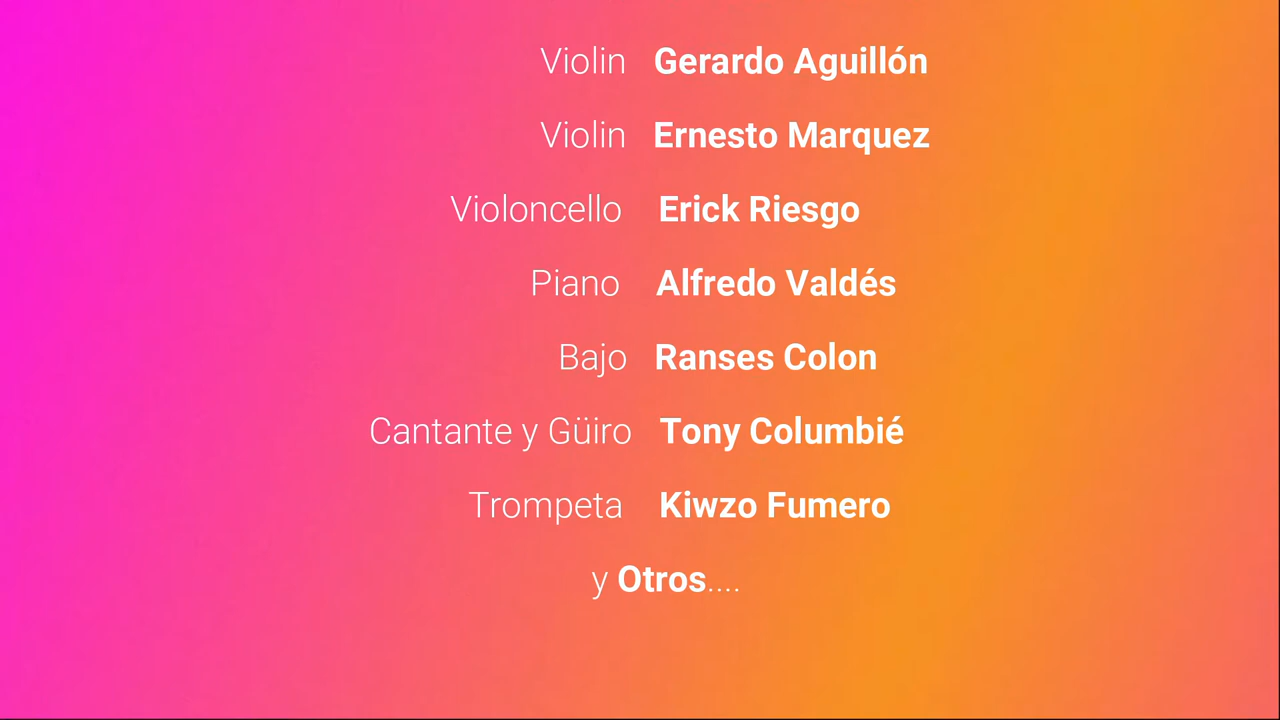 Violin Gerardo Aguillón
Violin Ernesto Marquez
Violoncello Erick Riesgo
Piano Alfredo Valdés
Bajo Ranses Colon
Cantante y Güiro Tony Columbié
Trompeta Kiwzo Fumero
y Otros....